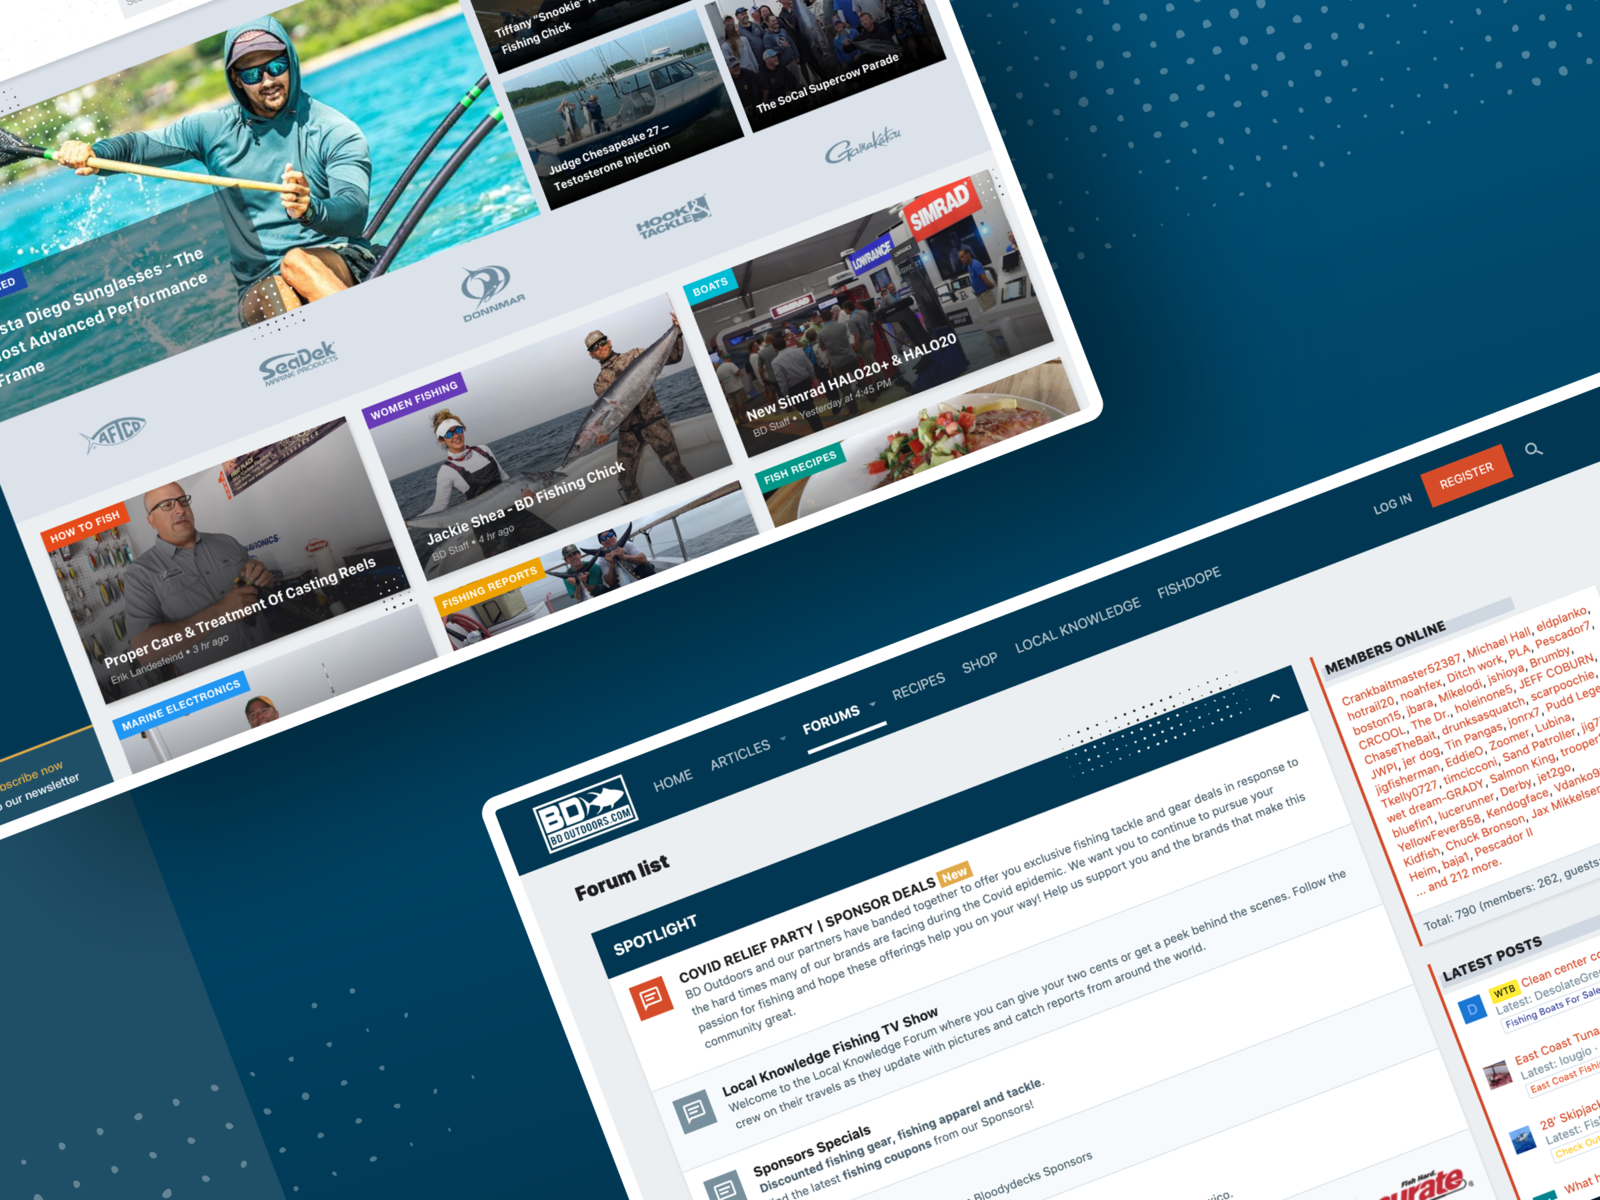 Tiffany "Snookie"
Fishing Chick
Judge Chesapeake 27 –
Testosterone Injection
The SoCal Supercow Parade
sta Diego Sunglasses - The
ost Advanced Performance
Frame
AFTCO
SeaDek
MARINE PRODUCTS
DONNMAR
HOOK &
TACKLE
Gamakatsu
HOW TO FISH
Proper Care & Treatment Of Casting Reels
Erik Landesfeind • 3 hr ago
WOMEN FISHING
Jackie Shea - BD Fishing Chick
BD Staff • 4 hr ago
BOATS
SIMRAD
LOWRANCE
New Simrad HALO20+ & HALO20
BD Staff • Yesterday at 4:45 PM
MARINE ELECTRONICS
FISHING REPORTS
FISH RECIPES
bscribe now
o our newsletter
BD
BD OUTDOORS.COM
HOME
ARTICLES
FORUMS
RECIPES
SHOP
LOCAL KNOWLEDGE
FISHDOPE
LOG IN
REGISTER
Forum list
SPOTLIGHT
COVID RELIEF PARTY | SPONSOR DEALS New
BD Outdoors and our partners have banded together to offer you exclusive fishing tackle and gear deals in response to
the hard times many of our brands are facing during the Covid epidemic. We want you to continue to pursue your
passion for fishing and hope these offerings help you on your way! Help us support you and the brands that make this
community great.
Local Knowledge Fishing TV Show
Welcome to the Local Knowledge Forum where you can give your two cents or get a peek behind the scenes. Follow the
crew on their travels as they update with pictures and catch reports from around the world.
Sponsors Specials
Discounted fishing gear, fishing apparel and tackle.
nd the latest fishing coupons from our Sponsors!
Bloodydecks Sponsors
Fish Hard.
MEMBERS ONLINE
Crankbaitmaster52387, Michael Hall, eldplanko,
hotrail20, noahfex, Ditch work, PLA, Pescador7,
boston15, jbara, Mikelodi, jshioya, Brumby,
CRCOOL, The Dr., holeinone5, JEFF COBURN,
ChaseTheBait, drunksasquatch, scarpoochie,
JWPI, jer dog, Tin Pangas, jonrx7, Pudd Lege
jigfisherman, EddieO, Zoomer, Lubina,
Tkelly0727, timcicconi, Sand Patroller, jig7
wet dream-GRADY, Salmon King, trooper
bluefin1, lucerunner, Derby, jet2go,
YellowFever858, Kendogface, Vdanko9
Kidfish, Chuck Bronson, Jax Mikkelsen
Heim, baja1, Pescador II
... and 212 more.
Total: 790 (members: 262, guests:
LATEST POSTS
D
WTB Clean center co
Latest: DesolateGre
Fishing Boats For Sale
East Coast Tuna
Latest: lougio
East Coast Fishi
28' Skipjack
Latest: Fis
Check Out
What h